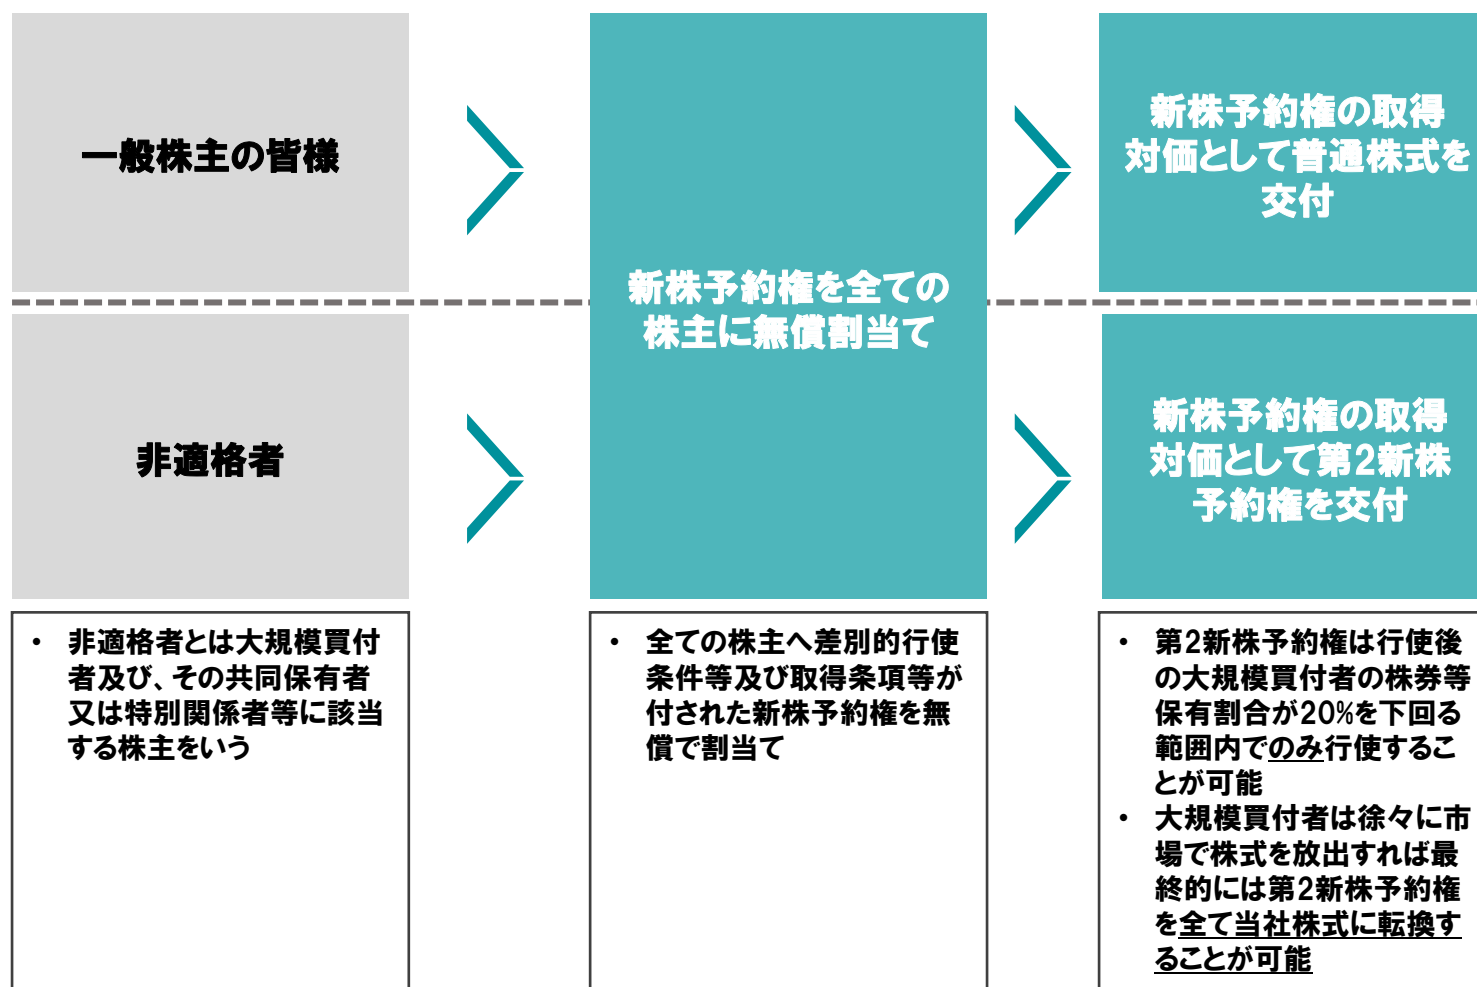 一般株主の皆様
新株予約権を全ての
株主に無償割当て
新株予約権の取得
対価として普通株式を
交付
非適格者
新株予約権の取得
対価として第2新株
予約権を交付
• 非適格者とは大規模買付
者及び、その共同保有者
又は特別関係者等に該当
する株主をいう
• 全ての株主へ差別的行使
条件等及び取得条項等が
付された新株予約権を無
償で割当て
• 第2新株予約権は行使後
の大規模買付者の株券等
保有割合が20%を下回る
範囲内でのみ行使するこ
とが可能
• 大規模買付者は徐々に市
場で株式を放出すれば最
終的には第2新株予約権
を全て当社株式に転換す
ることが可能